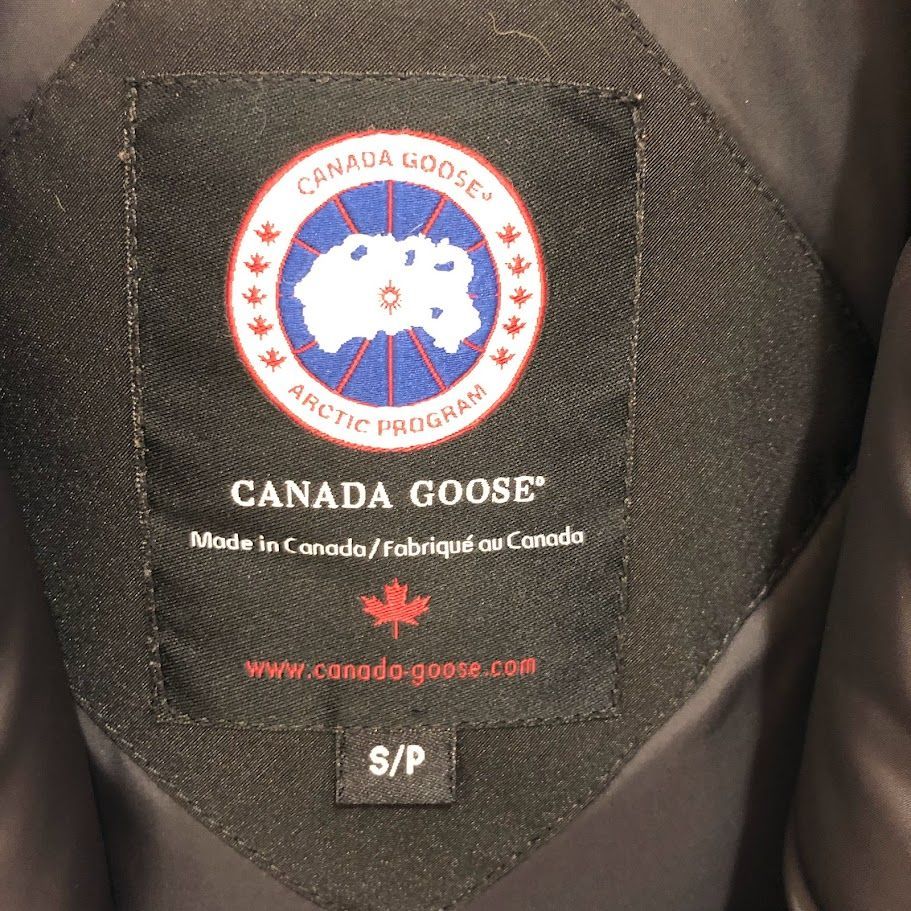 CANADA GOOSE®
ARCTIC PROGRAM
CANADA GOOSE®
Made in Canada/Fabriqué au Canada
www.canada-goose.com
S/P